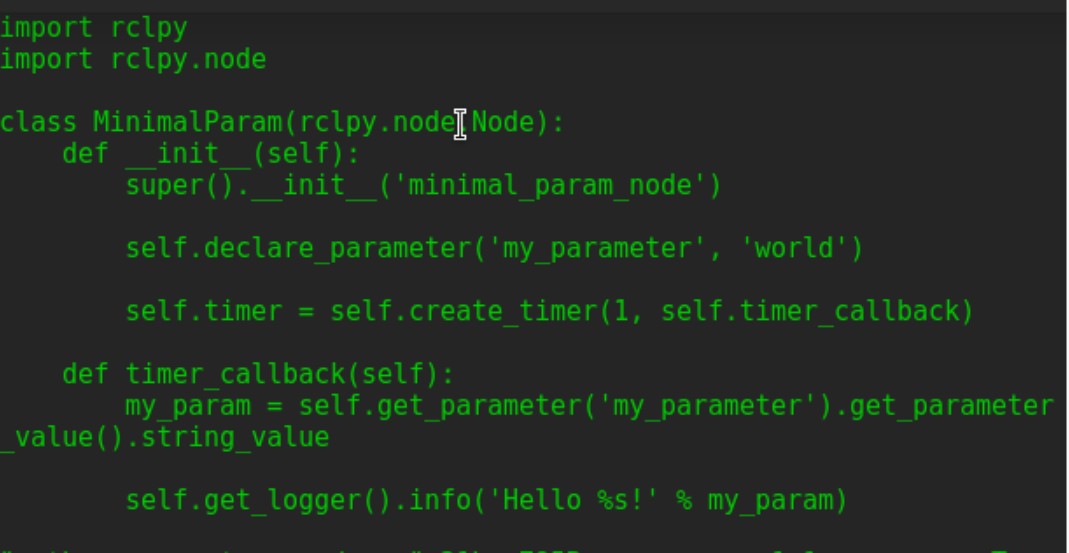 import rclpy
import rclpy.node
class MinimalParam(rclpy.node.Node):
    def __init__(self):
        super().__init__('minimal_param_node')
        self.declare_parameter('my_parameter', 'world')
        self.timer = self.create_timer(1, self.timer_callback)
    def timer_callback(self):
        my_param = self.get_parameter('my_parameter').get_parameter
_value().string_value
        self.get_logger().info('Hello %s!' % my_param)